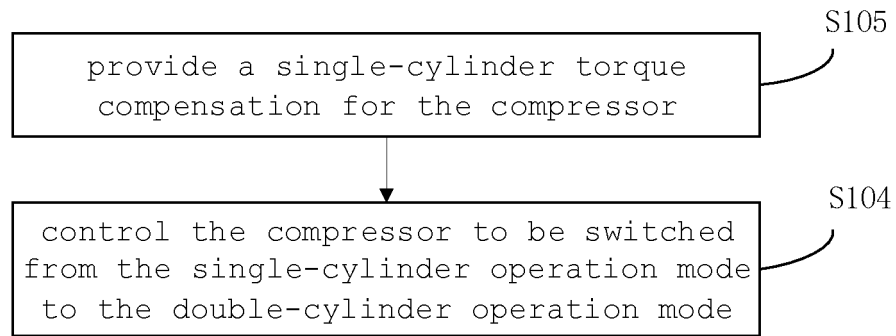 S105
provide a single-cylinder torque
compensation for the compressor
S104
control the compressor to be switched
from the single-cylinder operation mode
to the double-cylinder operation mode